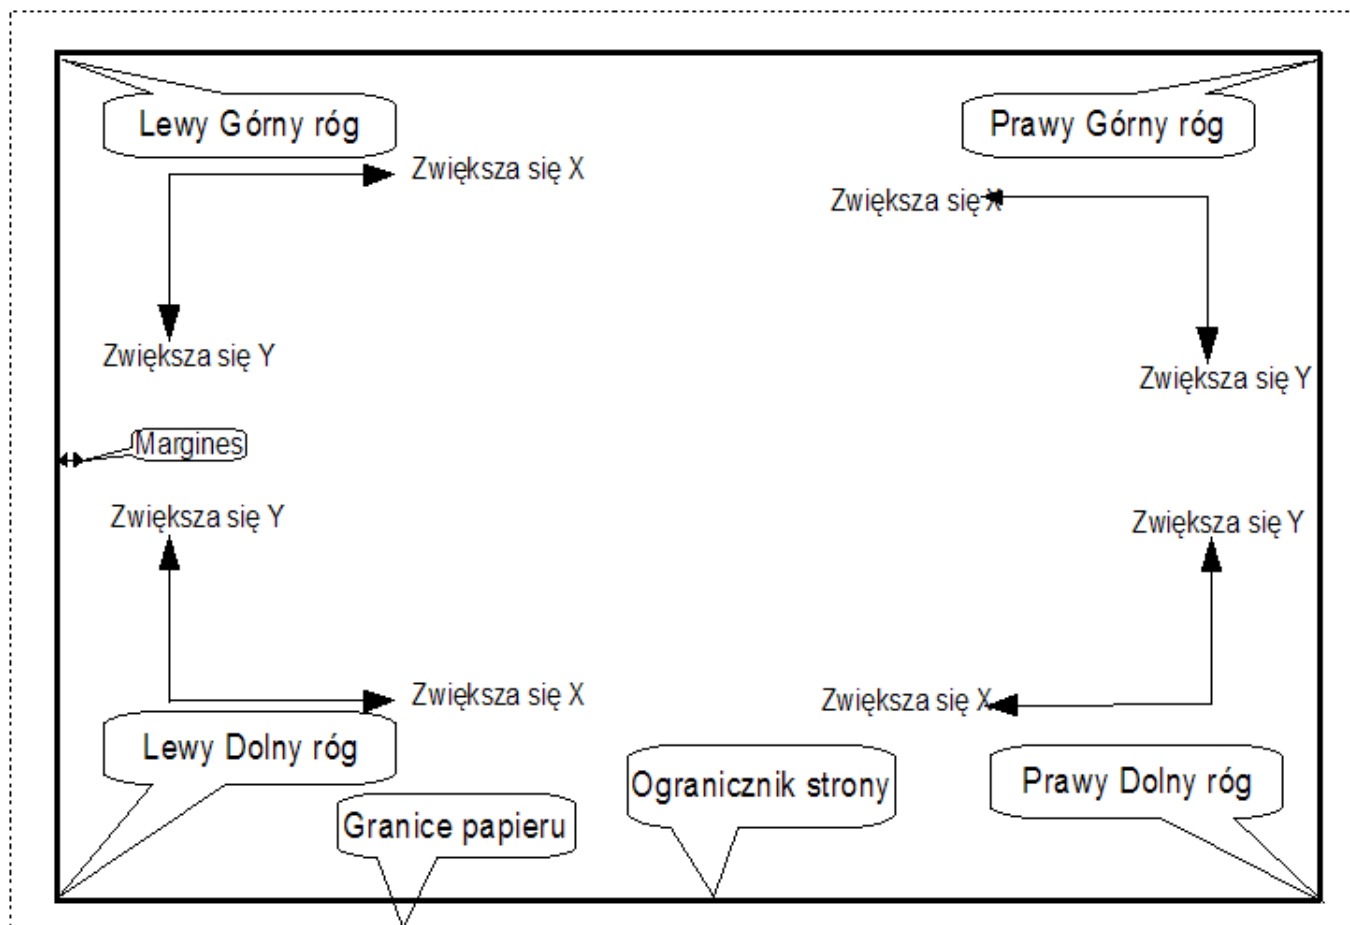 Lewy Górny róg
Prawy Górny róg
Zwiększa się X
Zwiększa się X
Zwiększa się Y
Zwiększa się Y
Margines
Zwiększa się Y
Zwiększa się Y
Zwiększa się X
Zwiększa się X
Lewy Dolny róg
Ogranicznik strony
Prawy Dolny róg
Granice papieru